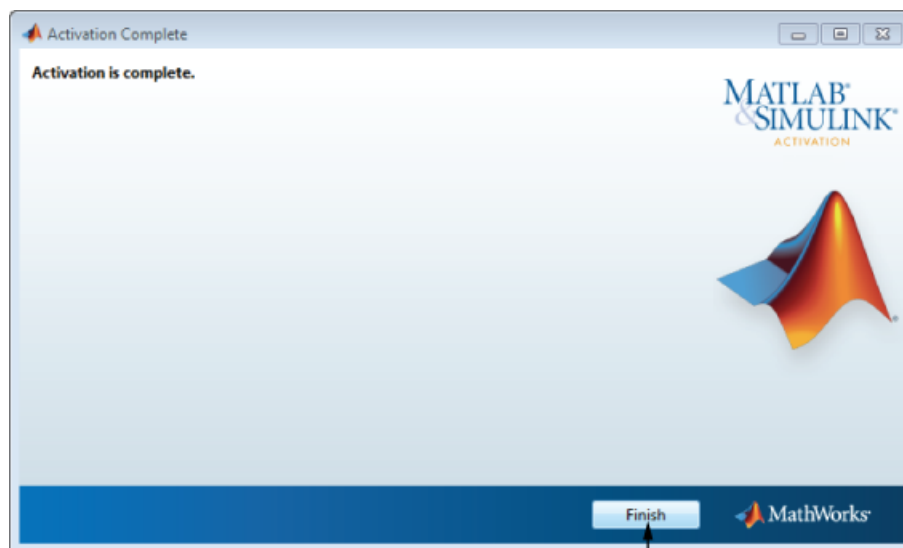 Activation Complete
Activation is complete.
MATLAB®
&SIMULINK®
ACTIVATION
Finish
MathWorks®